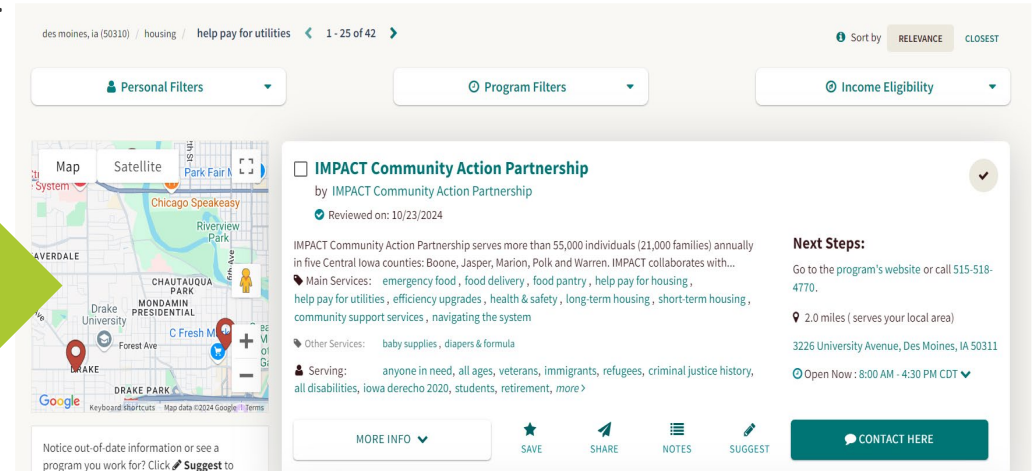 des moines, ia (50310) / housing / help pay for utilities 1 - 25 of 42
Sort by RELEVANCE CLOSEST
Personal Filters
Program Filters
Income Eligibility
Map Satellite
System
Park Fair
Chicago Speakeasy
Riverview
Park
AVERDALE
6th Ave
CHAUTAUQUA
PARK
MONDAMIN
PRESIDENTIAL
Drake
University
C Fresh
Forest Ave
DRAKE PARK
Google
Keyboard shortcuts Map data ©2024 Google Terms
Notice out-of-date information or see a
program you work for? Click Suggest to
IMPACT Community Action Partnership
by IMPACT Community Action Partnership
Reviewed on: 10/23/2024
IMPACT Community Action Partnership serves more than 55,000 individuals (21,000 families) annually
in five Central Iowa counties: Boone, Jasper, Marion, Polk and Warren. IMPACT collaborates with...
Main Services: emergency food , food delivery , food pantry , help pay for housing ,
help pay for utilities , efficiency upgrades , health & safety , long-term housing , short-term housing ,
community support services , navigating the system
Other Services: baby supplies , diapers & formula
Serving: anyone in need, all ages, veterans, immigrants, refugees, criminal justice history,
all disabilities, iowa derecho 2020, students, retirement, more >
MORE INFO
SAVE
SHARE
NOTES
SUGGEST
Next Steps:
Go to the program's website or call 515-518-
4770.
2.0 miles ( serves your local area)
3226 University Avenue, Des Moines, IA 50311
Open Now : 8:00 AM - 4:30 PM CDT
CONTACT HERE